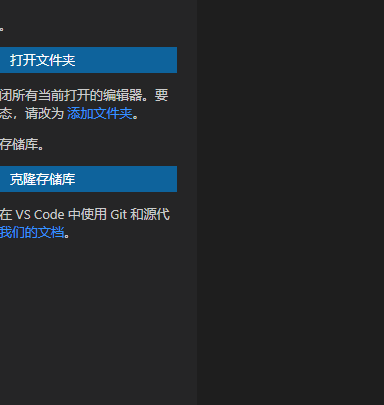 。
打开文件夹
闭所有当前打开的编辑器。要
态，请改为 添加文件夹。
存储库。
克隆存储库
在 VS Code 中使用 Git 和源代
我们的文档。